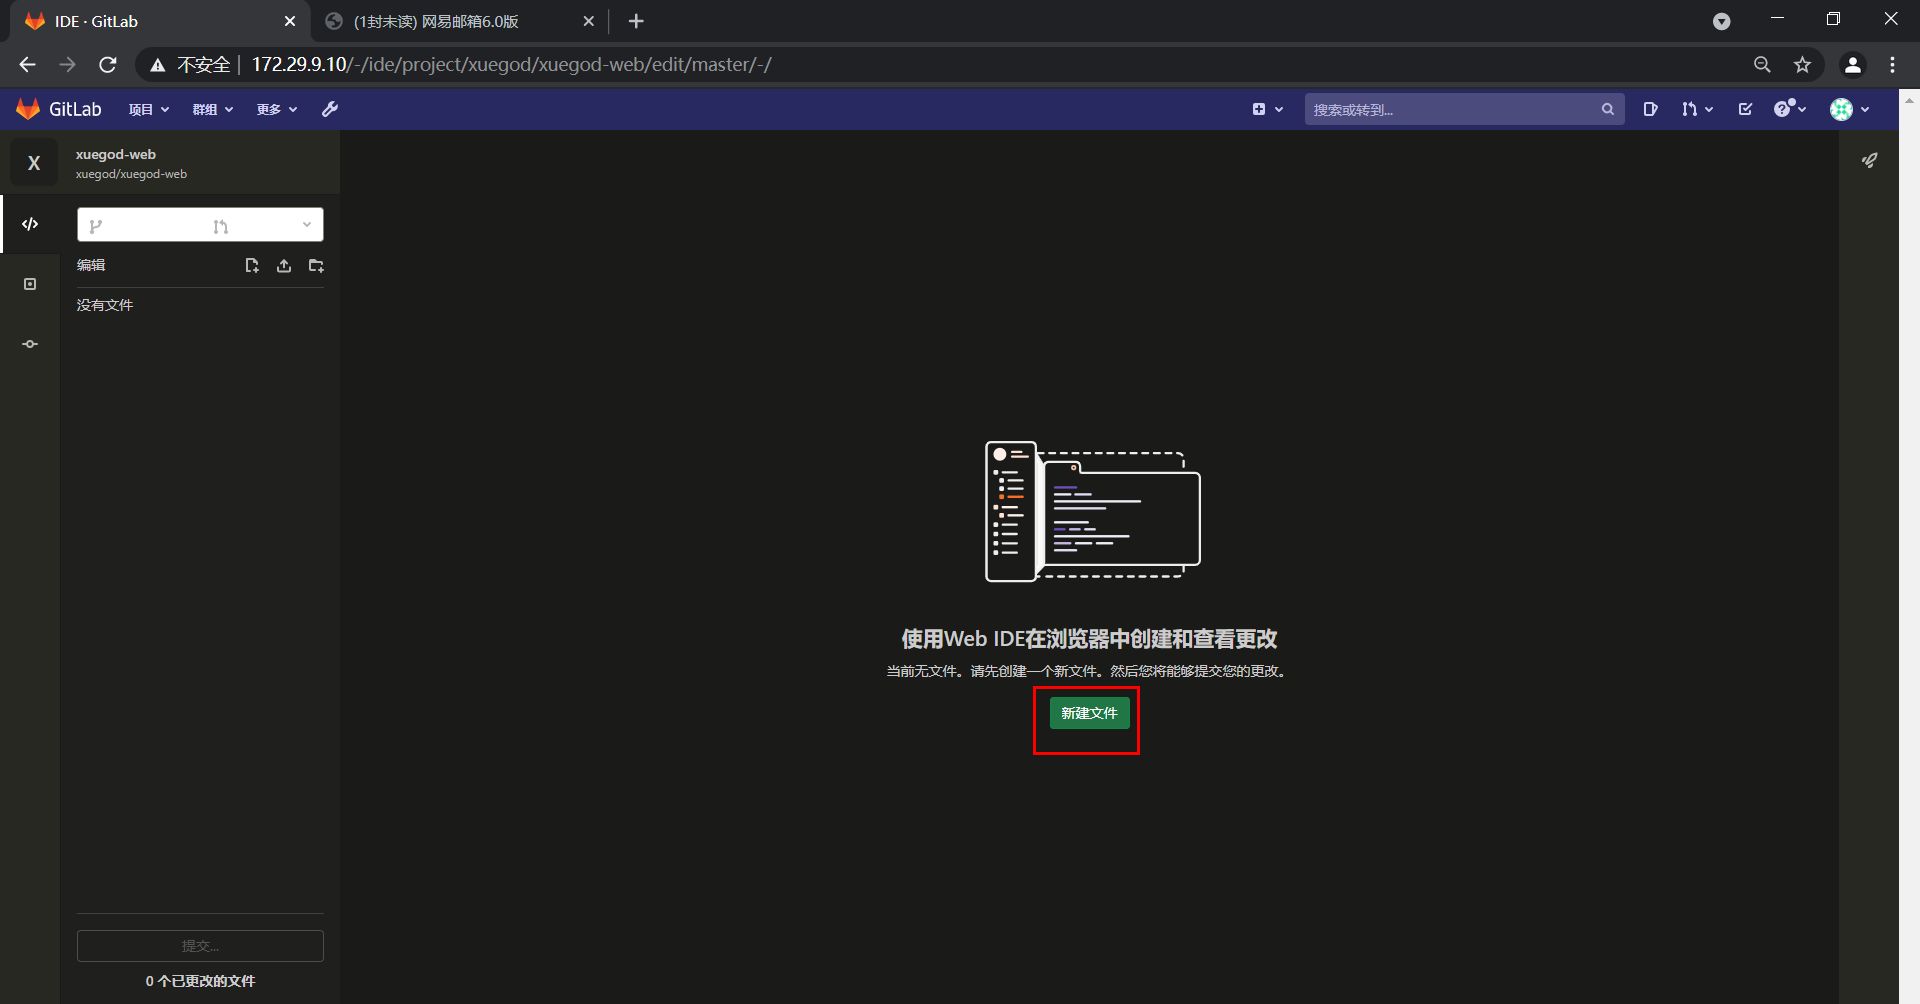 IDE · GitLab
(1封未读) 网易邮箱6.0版
不安全 172.29.9.10/-/ide/project/xuegod/xuegod-web/edit/master/-/
GitLab 项目 群组 更多 搜索或转到...
X xuegod-web
xuegod/xuegod-web
编辑
没有文件
使用Web IDE在浏览器中创建和查看更改
当前无文件。请先创建一个新文件。然后您将能够提交您的更改。
新建文件
提交...
0 个已更改的文件